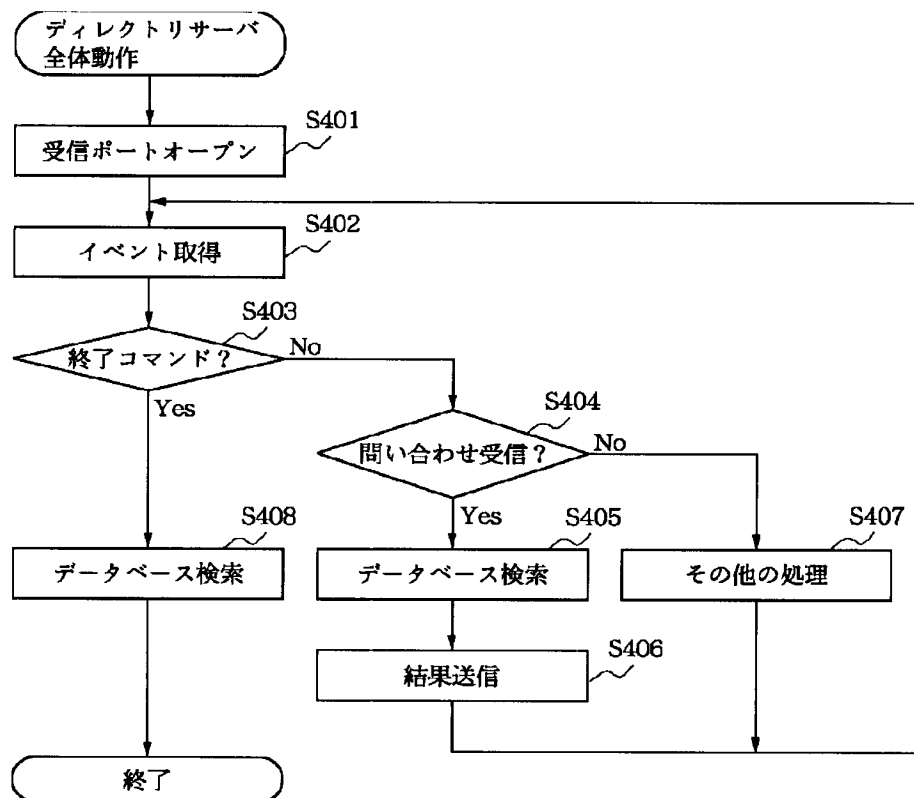 ディレクトリサーバ
全体動作
S401
受信ポートオープン
S402
イベント取得
S403
終了コマンド？
No
Yes
S404
問い合わせ受信？
No
Yes
S408
データベース検索
S405
データベース検索
S407
その他の処理
S406
結果送信
終了